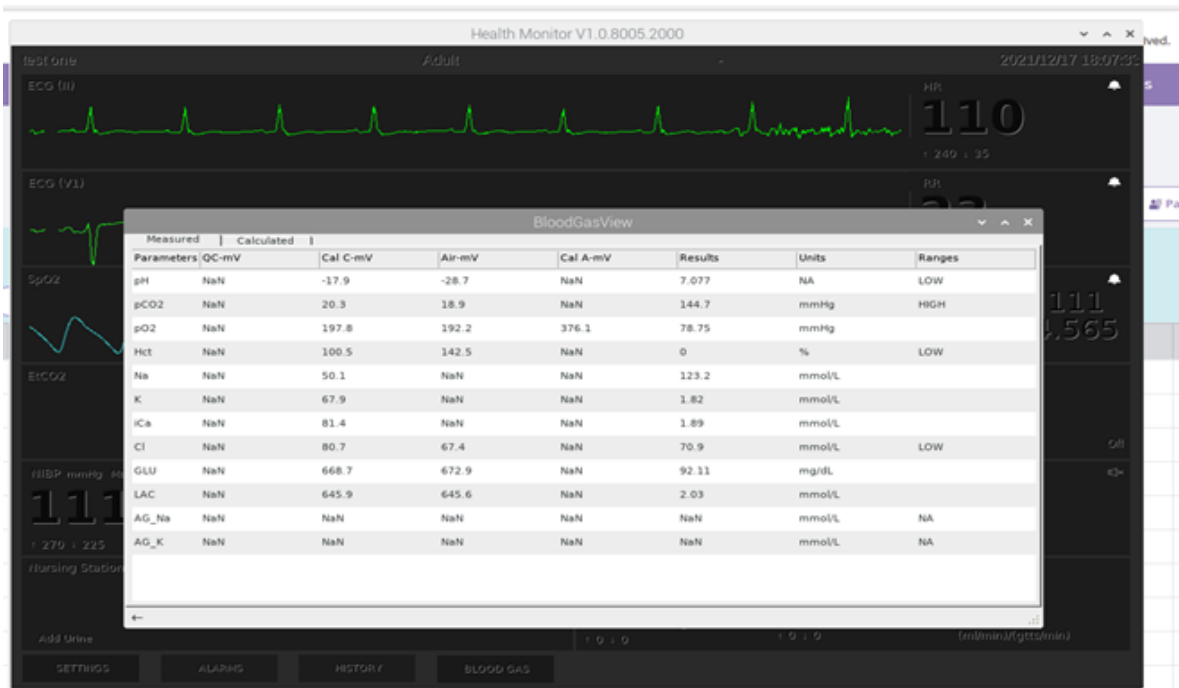 Health Monitor V1.0.8005.2000
lved.
test one Adult - 2021/12/17 18:07:33
s
ECG (II) HR
110
↑ 240 ↓ 35
ECG (V1) RR
Pa
BloodGasView
Measured | Calculated |
Parameters QC-mV Cal C-mV Air-mV Cal A-mV Results Units Ranges
pH NaN -17.9 -28.7 NaN 7.077 NA LOW
SpO2
pCO2 NaN 20.3 18.9 NaN 144.7 mmHg HIGH
111
pO2 NaN 197.8 192.2 376.1 78.75 mmHg
.565
Hct NaN 100.5 142.5 NaN 0 % LOW
Na NaN 50.1 NaN NaN 123.2 mmol/L
EtCO2
K NaN 67.9 NaN NaN 1.82 mmol/L
iCa NaN 81.4 NaN NaN 1.89 mmol/L
Cl NaN 80.7 67.4 NaN 70.9 mmol/L LOW
Off
GLU NaN 668.7 672.9 NaN 92.11 mg/dL
NIBP mmHg
LAC NaN 645.9 645.6 NaN 2.03 mmol/L
111
AG_Na NaN NaN NaN NaN NaN mmol/L NA
AG_K NaN NaN NaN NaN NaN mmol/L NA
↑ 270 ↓ 225
Nursing Station
←
Add Urine ↑ 0 ↓ 0 ↑ 0 ↓ 0 (ml/min)/(gtts/min)
SETTINGS ALARMS HISTORY BLOOD GAS